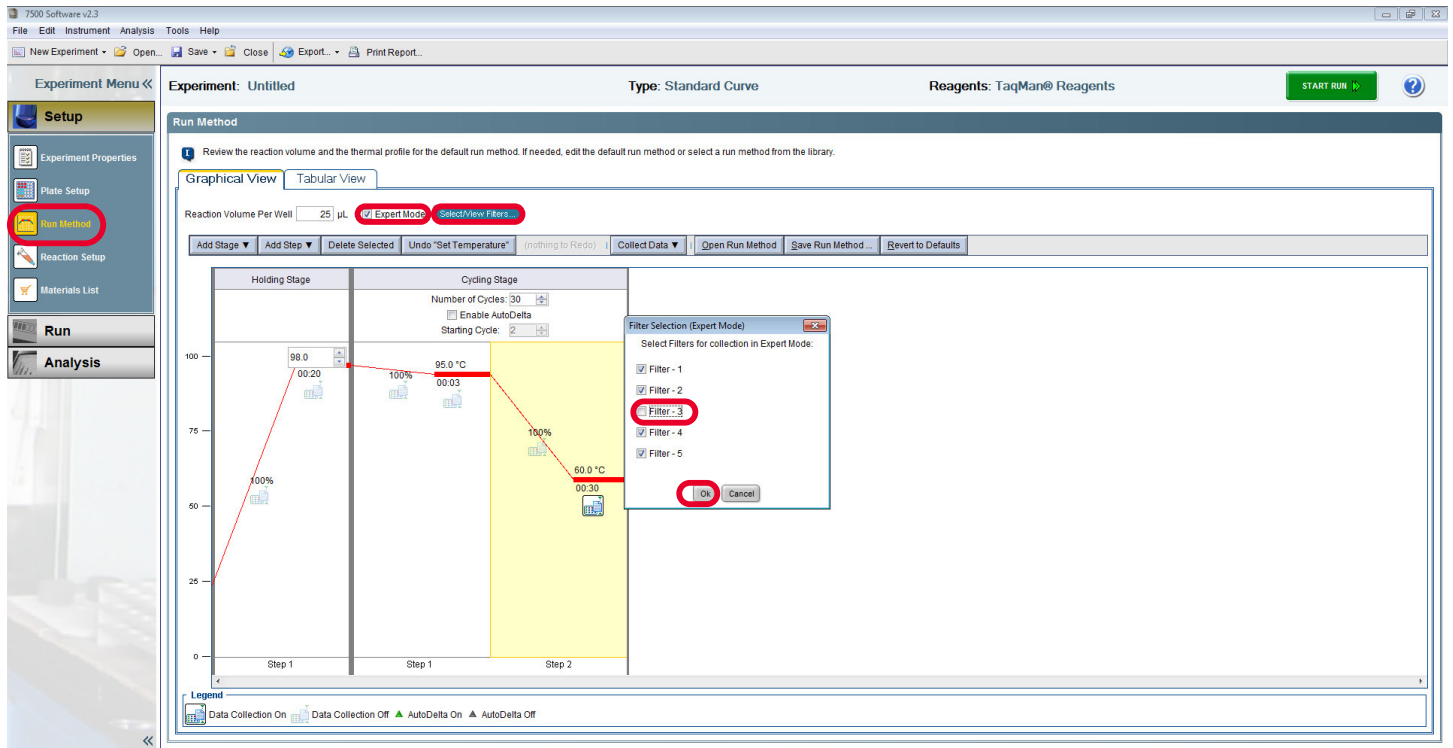 7500 Software v2.3
File Edit Instrument Analysis Tools Help
New Experiment Open... Save Close Export... Print Report...
Experiment Menu «
Experiment: Untitled Type: Standard Curve Reagents: TaqMan® Reagents START RUN ?
Setup
Run Method
Experiment Properties
Plate Setup
Run Method
Reaction Setup
Materials List
Run
Analysis
Review the reaction volume and the thermal profile for the default run method. If needed, edit the default run method or select a run method from the library.
Graphical View Tabular View
Reaction Volume Per Well 25 µL Expert Mode Select/View Filters...
Add Stage ▼ Add Step ▼ Delete Selected Undo "Set Temperature" (nothing to Redo) Collect Data ▼ Open Run Method Save Run Method ... Revert to Defaults
Holding Stage Cycling Stage
Number of Cycles: 30
Enable AutoDelta
Starting Cycle: 2
100
75
50
25
0
98.0
00:20
100%
95.0 °C
100%
00:03
100%
60.0 °C
00:30
Step 1 Step 1 Step 2
Filter Selection (Expert Mode)
Select Filters for collection in Expert Mode:
Filter - 1
Filter - 2
Filter - 3
Filter - 4
Filter - 5
Ok Cancel
Legend
Data Collection On Data Collection Off AutoDelta On AutoDelta Off
«